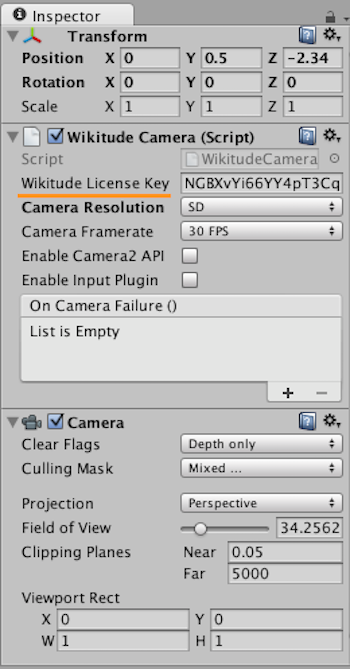 Inspector
Transform
Position X 0 Y 0.5 Z -2.34
Rotation X 0 Y 0 Z 0
Scale X 1 Y 1 Z 1
Wikitude Camera (Script)
Script WikitudeCamera
Wikitude License Key NGBXvYi66YY4pT3Cq
Camera Resolution SD
Camera Framerate 30 FPS
Enable Camera2 API
Enable Input Plugin
On Camera Failure ()
List is Empty
Camera
Clear Flags Depth only
Culling Mask Mixed ...
Projection Perspective
Field of View 34.2562
Clipping Planes Near 0.05
Far 5000
Viewport Rect
X 0 Y 0
W 1 H 1